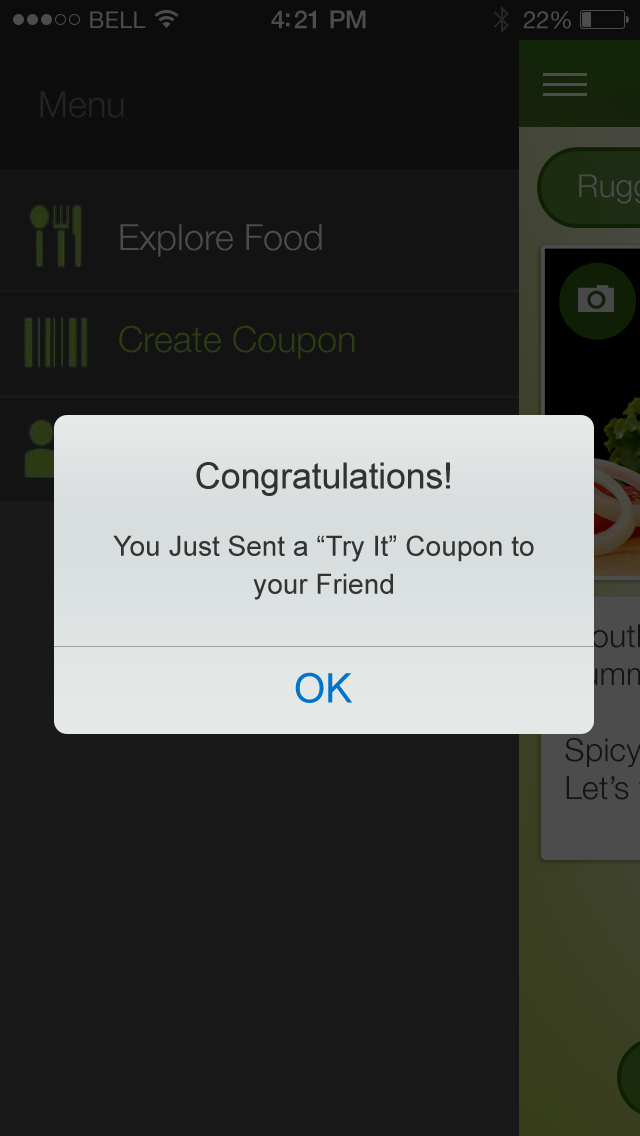 BELL 4:21 PM 22%
Menu
Rugg
Explore Food
Create Coupon
Congratulations!
You Just Sent a “Try It” Coupon to
your Friend
OK
outh
umm
Spicy
Let’s